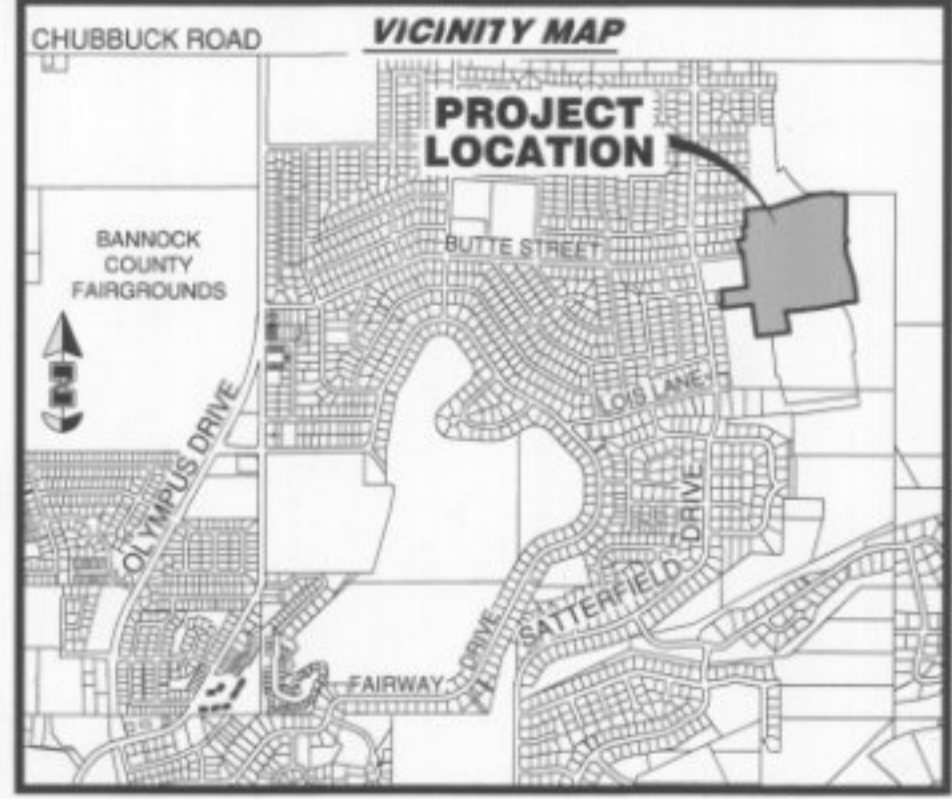 VICINITY MAP
CHUBBUCK ROAD
PROJECT
LOCATION
BUTTE STREET
BANNOCK
COUNTY
FAIRGROUNDS
LOIS LANE
OLYMPUS DRIVE
SATTERFIELD DRIVE
FAIRWAY DRIVE